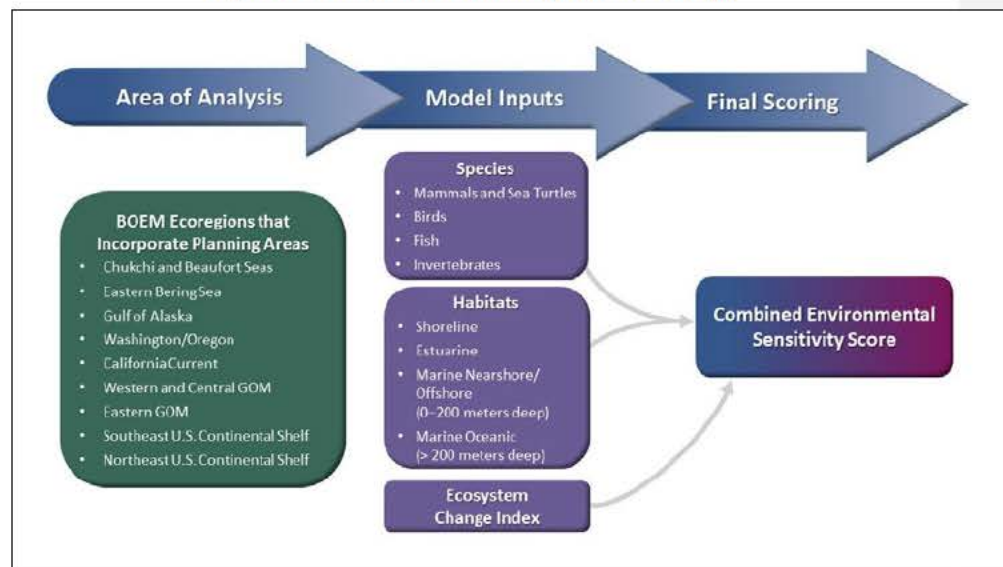 Area of Analysis
Model Inputs
Final Scoring
BOEM Ecoregions that
Incorporate Planning Areas
• Chukchi and Beaufort Seas
• Eastern BeringSea
• Gulf of Alaska
• Washington/Oregon
• CaliforniaCurrent
• Western and Central GOM
• Eastern GOM
• Southeast U.S. Continental Shelf
• Northeast U.S. Continental Shelf
Species
• Mammals and Sea Turtles
• Birds
• Fish
• Invertebrates
Habitats
• Shoreline
• Estuarine
• Marine Nearshore/
Offshore
(0–200 meters deep)
• Marine Oceanic
(> 200 meters deep)
Ecosystem
Change Index
Combined Environmental
Sensitivity Score